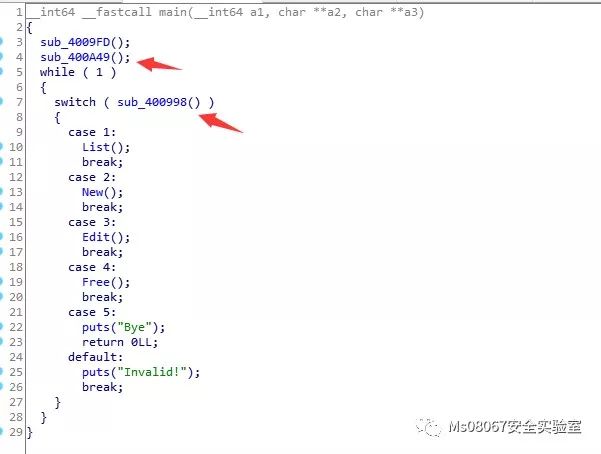 1 __int64 __fastcall main(__int64 a1, char **a2, char **a3)
2 {
3   sub_4009FD();
4   sub_400A49();
5   while ( 1 )
6   {
7     switch ( sub_400998() )
8     {
9       case 1:
10         List();
11         break;
12       case 2:
13         New();
14         break;
15       case 3:
16         Edit();
17         break;
18       case 4:
19         Free();
20         break;
21       case 5:
22         puts("Bye");
23         return 0LL;
24       default:
25         puts("Invalid!");
26         break;
27     }
28   }
29 }
Ms08067安全实验室